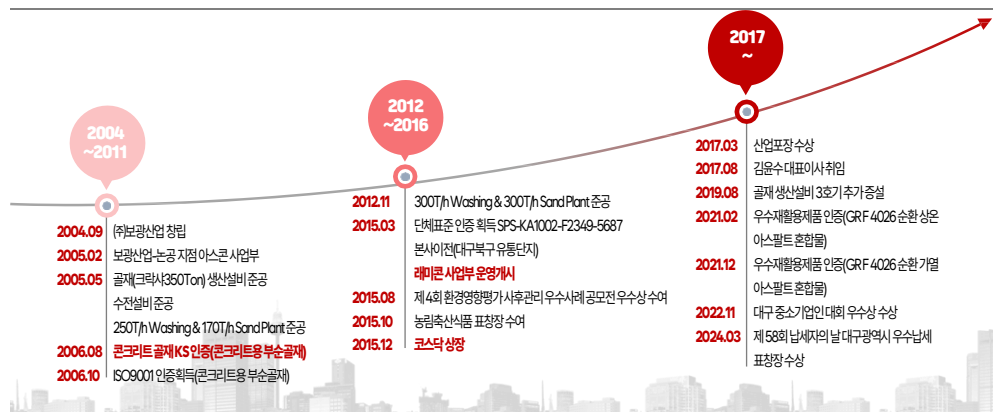 2004
~2011
2004.09 ㈜보광산업 창립
2005.02 보광산업-논공 지점 아스콘 사업부
2005.05 골재(크락샤350Ton) 생산설비 준공
수전설비 준공
250T/h Washing & 170T/h Sand Plant 준공
2006.08 콘크리트 골재 KS 인증(콘크리트용 부순골재)
2006.10 ISO9001 인증획득(콘크리트용 부순골재)
2012
~2016
2012.11 300T/h Washing & 300T/h Sand Plant 준공
2015.03 단체표준 인증 획득 SPS-KA1002-F2349-5687
본사이전(대구북구 유통단지)
래미콘 사업부 운영개시
2015.08 제 4회 환경영향평가 사후관리 우수사례 공모전 우수상 수여
2015.10 농림축산식품 표창장 수여
2015.12 코스닥 상장
2017
~
2017.03 산업포장 수상
2017.08 김윤수 대표이사 취임
2019.08 골재 생산설비 3호기 추가 증설
2021.02 우수재활용제품 인증(GR F 4026 순환 상온
아스팔트 혼합물)
2021.12 우수재활용제품 인증(GR F 4026 순환 가열
아스팔트 혼합물)
2022.11 대구 중소기업인 대회 우수상 수상
2024.03 제 58회 납세자의 날 대구광역시 우수납세
표창장 수상